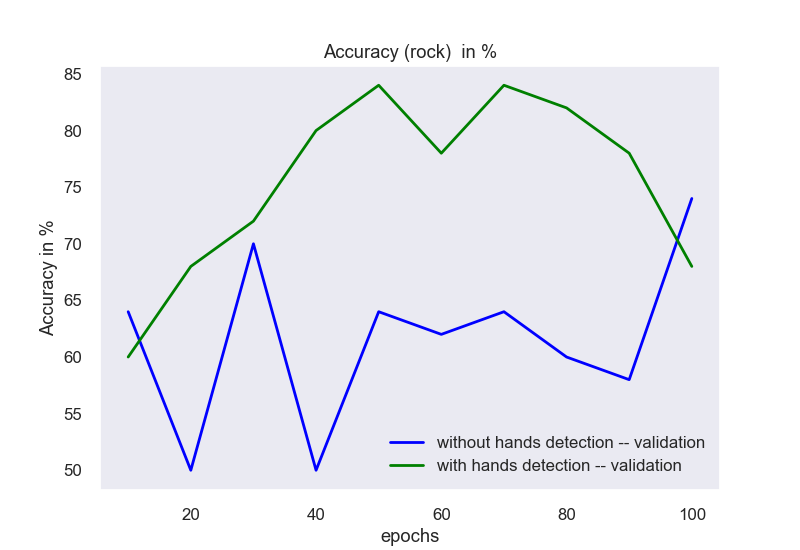 Accuracy (rock)  in %
85
80
75
70
65
60
55
50
Accuracy in %
without hands detection -- validation
with hands detection -- validation
20 40 60 80 100
epochs